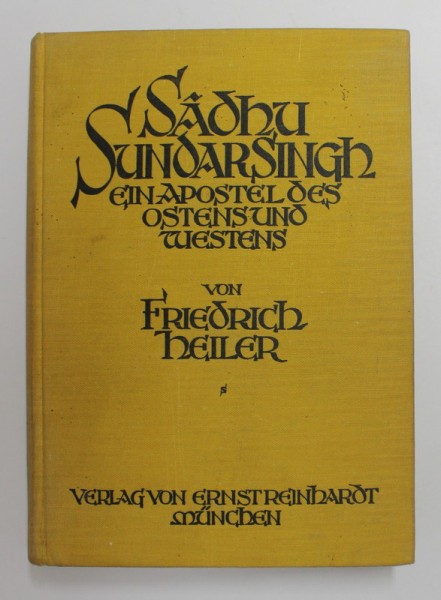 Sâdhu
Sundar Singh
ein Apostel des
Ostens und
Westens
von
Friedrich
Heiler
Verlag von Ernst Reinhardt
München